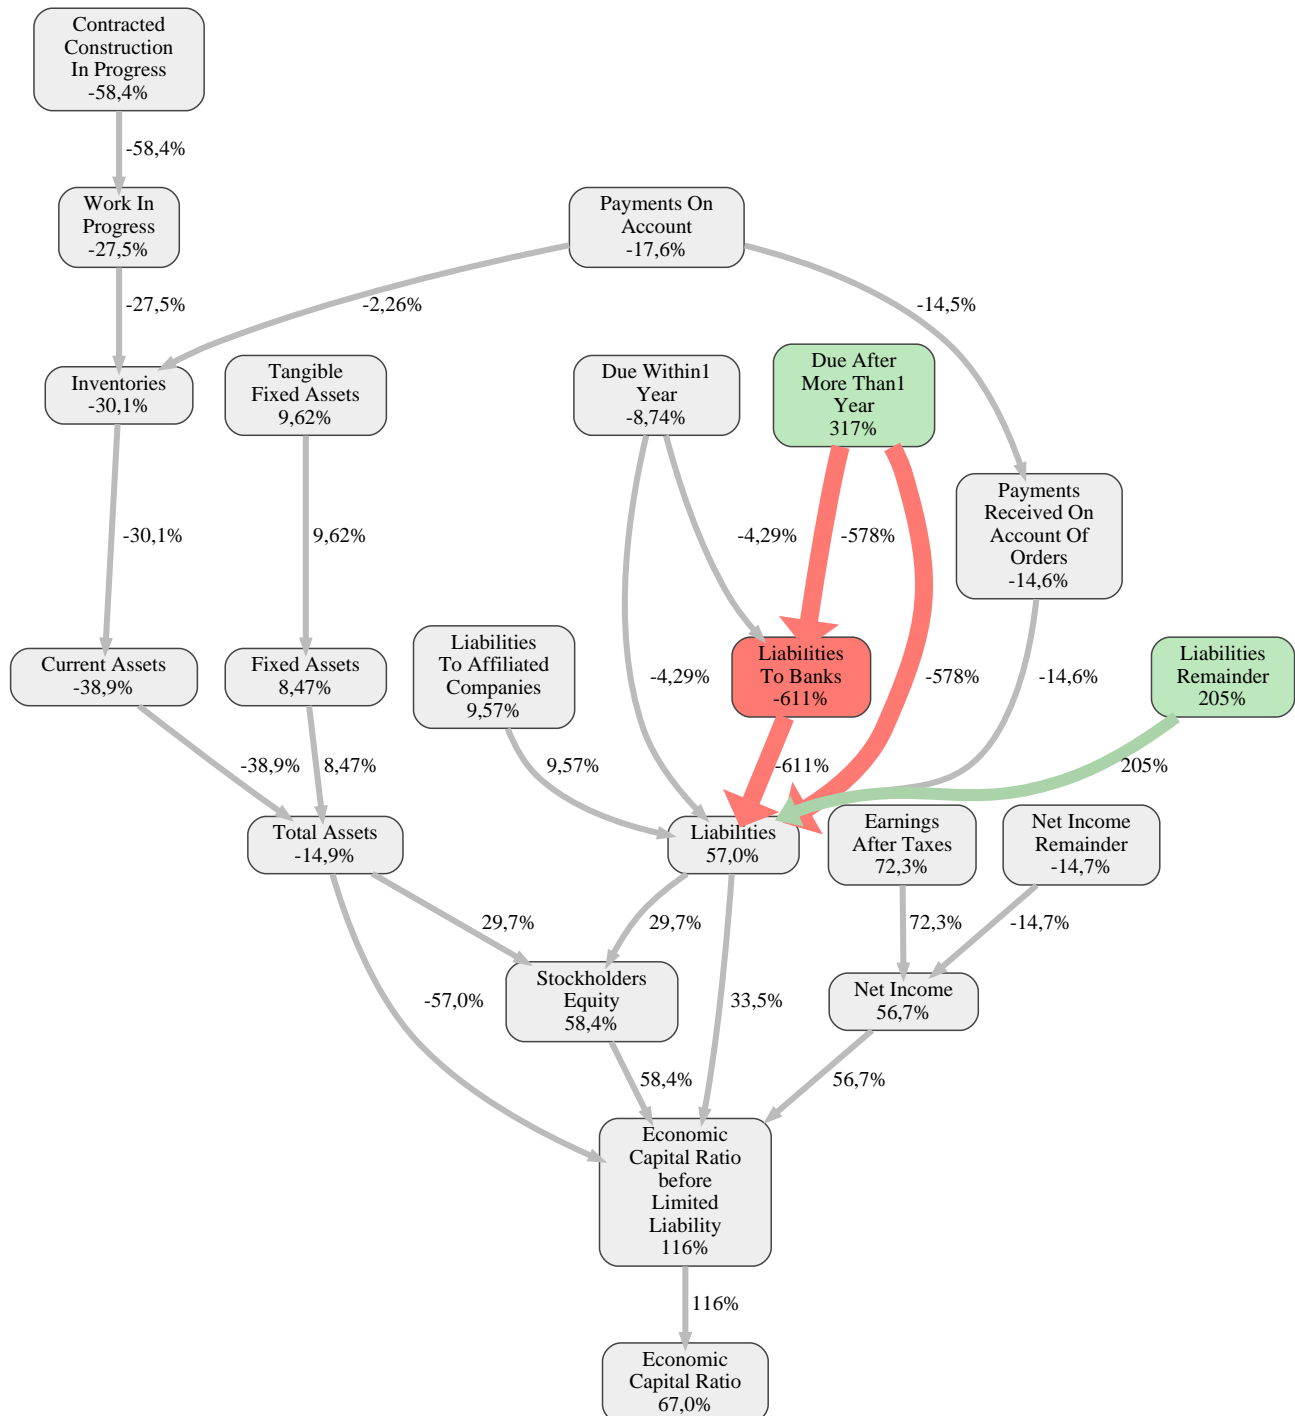 Contracted
Construction
In Progress
-58,4%
-58,4%
Work In
Progress
-27,5%
Payments On
Account
-17,6%
-27,5%
-2,26%
-14,5%
Inventories
-30,1%
Tangible
Fixed Assets
9,62%
Due Within1
Year
-8,74%
Due After
More Than1
Year
317%
Payments
Received On
Account Of
Orders
-14,6%
-30,1%
9,62%
-4,29%
-578%
Current Assets
-38,9%
Fixed Assets
8,47%
Liabilities
To Affiliated
Companies
9,57%
-4,29%
Liabilities
To Banks
-611%
-578%
-14,6%
Liabilities
Remainder
205%
-38,9%
8,47%
9,57%
-611%
205%
Total Assets
-14,9%
Liabilities
57,0%
Earnings
After Taxes
72,3%
Net Income
Remainder
-14,7%
29,7%
29,7%
72,3%
-14,7%
-57,0%
Stockholders
Equity
58,4%
33,5%
Net Income
56,7%
58,4%
56,7%
Economic
Capital Ratio
before
Limited
Liability
116%
116%
Economic
Capital Ratio
67,0%